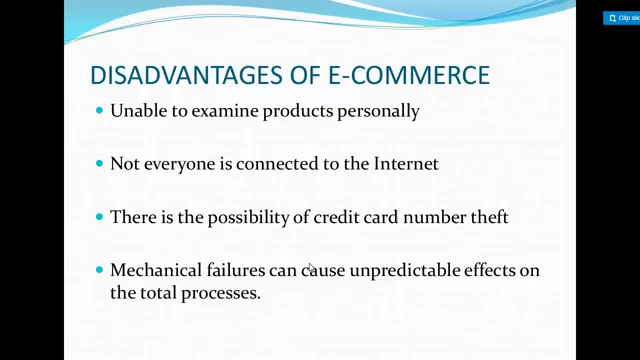 Clip slid
DISADVANTAGES OF E-COMMERCE
• Unable to examine products personally
• Not everyone is connected to the Internet
• There is the possibility of credit card number theft
• Mechanical failures can cause unpredictable effects on
the total processes.